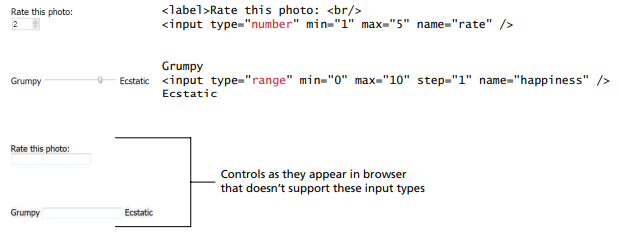 Rate this photo:
2
<label>Rate this photo: <br/>
<input type="number" min="1" max="5" name="rate" />
Grumpy
Ecstatic
Grumpy
<input type="range" min="0" max="10" step="1" name="happiness" />
Ecstatic
Rate this photo:
Controls as they appear in browser
that doesn't support these input types
Grumpy
Ecstatic